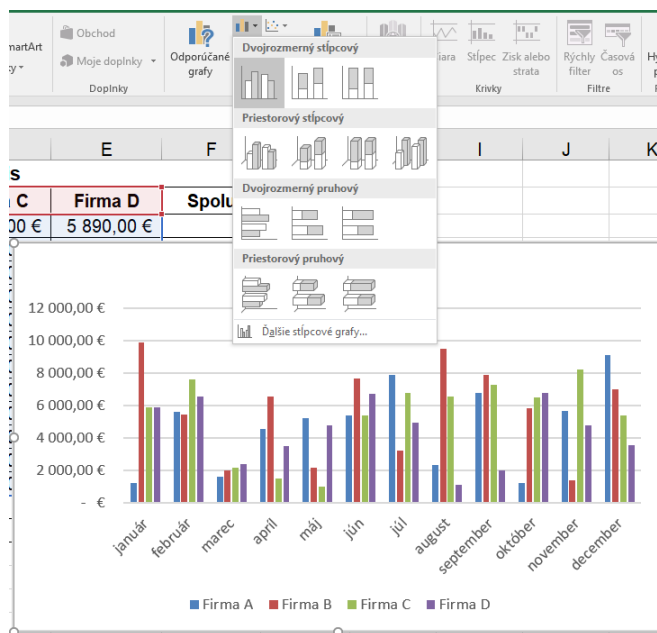 martArt
cy
Obchod
Moje doplnky
Doplnky
Odporúčané
grafy
iara
Stĺpec
Zisk alebo
strata
Krivky
Rýchly
filter
Časová
os
Filtre
Hy
Dvojrozmerný stĺpcový
Priestorový stĺpcový
Dvojrozmerný pruhový
Priestorový pruhový
Ďalšie stĺpcové grafy...
E F I J K
s
C Firma D Spolu
00 € 5 890,00 €
12 000,00 €
10 000,00 €
8 000,00 €
6 000,00 €
4 000,00 €
2 000,00 €
- €
január február marec apríl máj jún júl august september október november december
Firma A Firma B Firma C Firma D